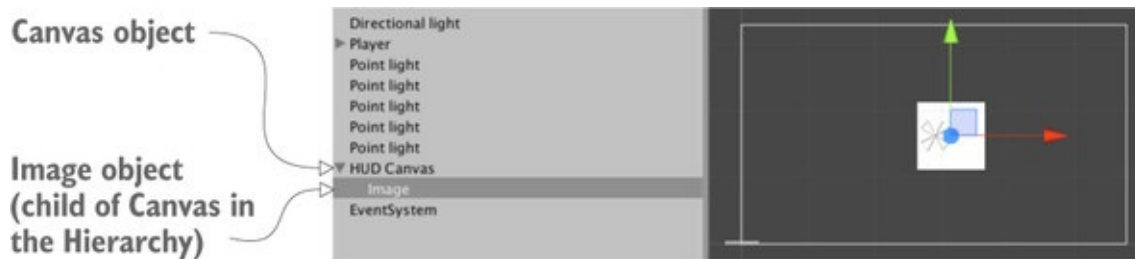 Canvas object
Image object
(child of Canvas in
the Hierarchy)
Directional light
Player
Point light
Point light
Point light
Point light
Point light
HUD Canvas
Image
EventSystem